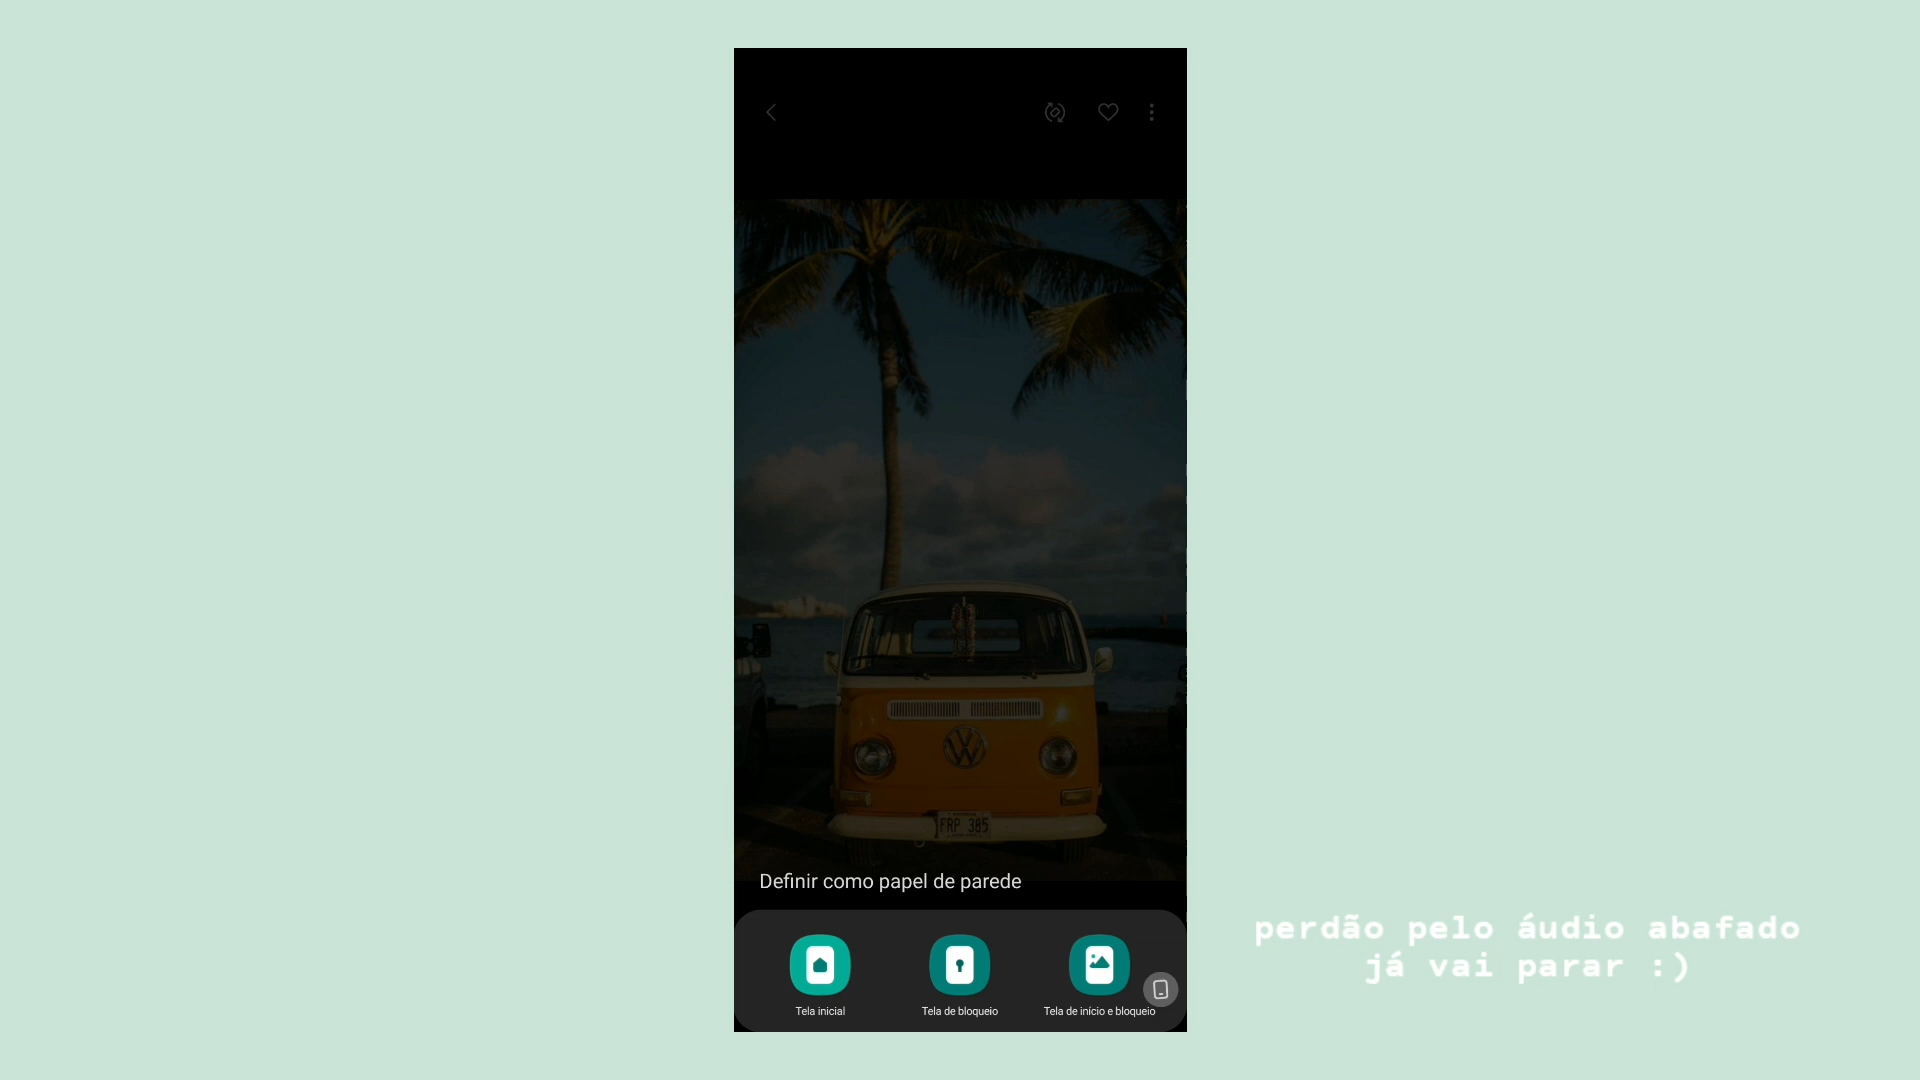 FRP 385
Definir como papel de parede
Tela inicial
Tela de bloqueio
Tela de início e bloqueio
perdão pelo áudio abafado
já vai parar :)